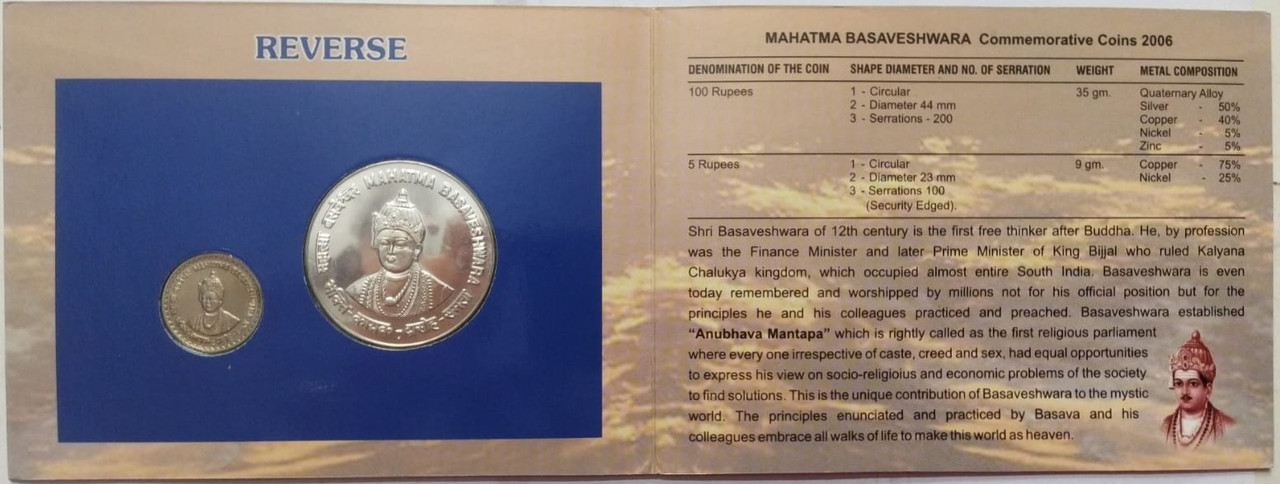 REVERSE
महात्मा बसवेश्वर MAHATMA BASAVESHWARA
MAHATMA BASAVESHWARA Commemorative Coins 2006
DENOMINATION OF THE COIN SHAPE DIAMETER AND NO. OF SERRATION WEIGHT METAL COMPOSITION
100 Rupees 1 - Circular 35 gm. Quaternary Alloy
2 - Diameter 44 mm Silver - 50%
3 - Serrations - 200 Copper - 40%
Nickel - 5%
Zinc - 5%
5 Rupees 1 - Circular 9 gm. Copper - 75%
2 - Diameter 23 mm Nickel - 25%
3 - Serrations 100
(Security Edged).
Shri Basaveshwara of 12th century is the first free thinker after Buddha. He, by profession
was the Finance Minister and later Prime Minister of King Bijjal who ruled Kalyana
Chalukya kingdom, which occupied almost entire South India, Basaveshwara is even
today remembered and worshipped by millions not for his official position but for the
principles he and his colleagues practiced and preached. Basaveshwara established
“Anubhava Mantapa” which is rightly called as the first religious parliament
where every one irrespective of caste, creed and sex, had equal opportunities
to express his view on socio-religioius and economic problems of the society
to find solutions. This is the unique contribution of Basaveshwara to the mystic
world. The principles enunciated and practiced by Basava and his
colleagues embrace all walks of life to make this world as heaven.